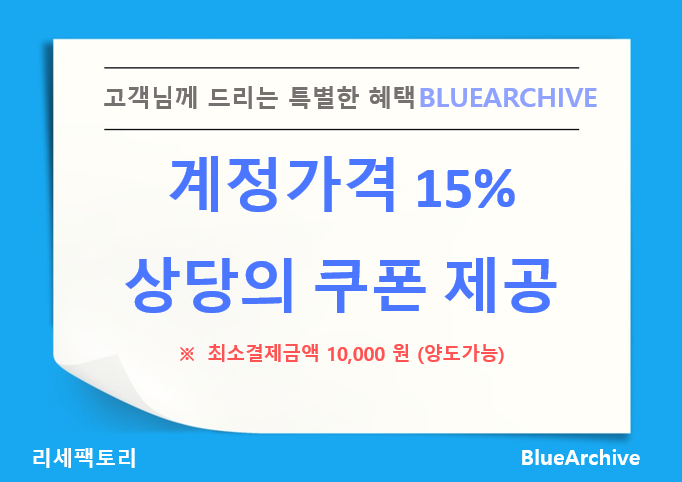 고객님께 드리는 특별한 혜택BLUEARCHIVE
계정가격 15%
상당의 쿠폰 제공
※ 최소결제금액 10,000 원 (양도가능)
리세팩토리 BlueArchive